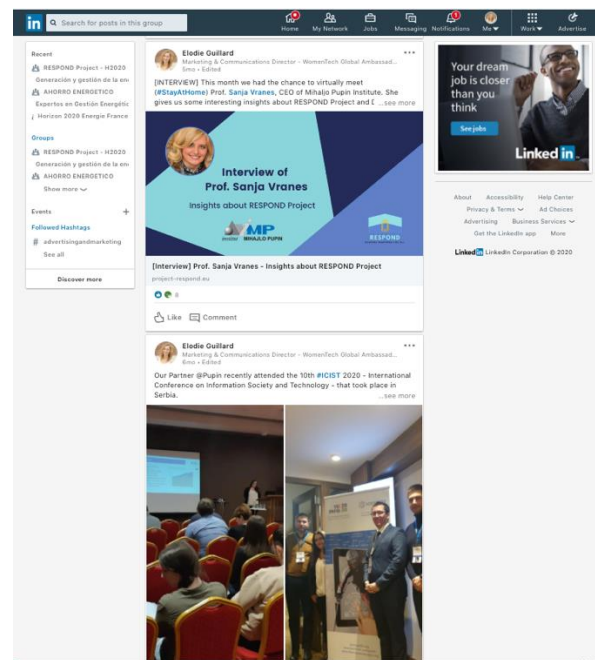 in Search for posts in this group
Home My Network Jobs Messaging Notifications Me Work Advertise
Recent
RESPOND Project - H2020
Generación y gestión de la en
AHORRO ENERGETICO
Expertos en Gestión Energétic
Horizon 2020 Energie France
Groups
RESPOND Project - H2020
Generación y gestión de la en
AHORRO ENERGETICO
Show more
Events +
Followed Hashtags
# advertisingandmarketing
See all
Discover more
Elodie Guillard
Marketing & Communications Director - WomenTech Global Ambassad...
5mo • Edited
[INTERVIEW] This month we had the chance to virtually meet
(#StayAtHome) Prof. Sanja Vranes, CEO of Mihaljo Pupin Institute. She
gives us some interesting insights about RESPOND Project and E ...see more
Interview of
Prof. Sanja Vranes
Insights about RESPOND Project
MP
MIHAJLO PUPIN
RESPOND
[Interview] Prof. Sanja Vranes - Insights about RESPOND Project
project-respond.eu
8
Like Comment
Elodie Guillard
Marketing & Communications Director - WomenTech Global Ambassad...
6mo • Edited
Our Partner @Pupin recently attended the 10th #ICIST 2020 - International
Conference on Information Society and Technology - that took place in
Serbia. ...see more
Your dream
job is closer
than you
think
See jobs
Linked in
About Accessibility Help Center
Privacy & Terms Ad Choices
Advertising Business Services
Get the LinkedIn app More
Linked in LinkedIn Corporation © 2020